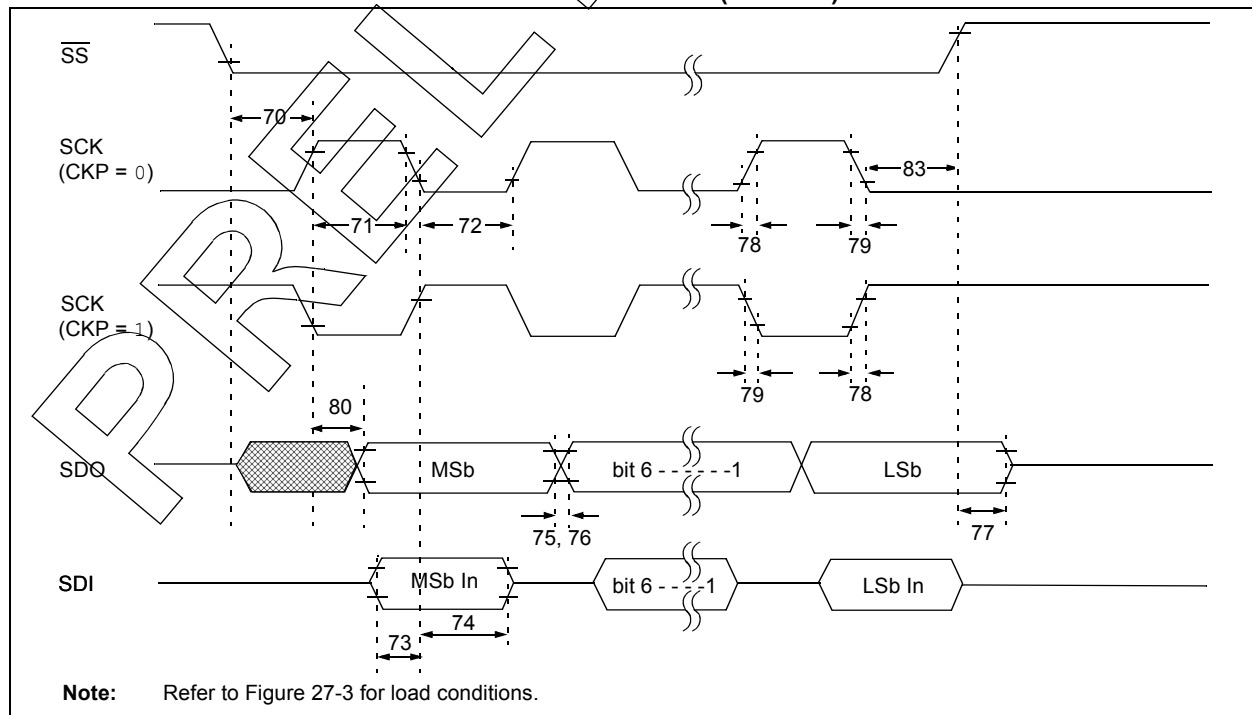 SS
70
SCK
(CKP = 0)
83
71
72
78
79
SCK
(CKP = 1)
79
78
80
SDO
MSb
bit 6 - - - - - -1
LSb
75, 76
77
SDI
MSb In
bit 6 - - - -1
LSb In
74
73
Note: Refer to Figure 27-3 for load conditions.
PREL